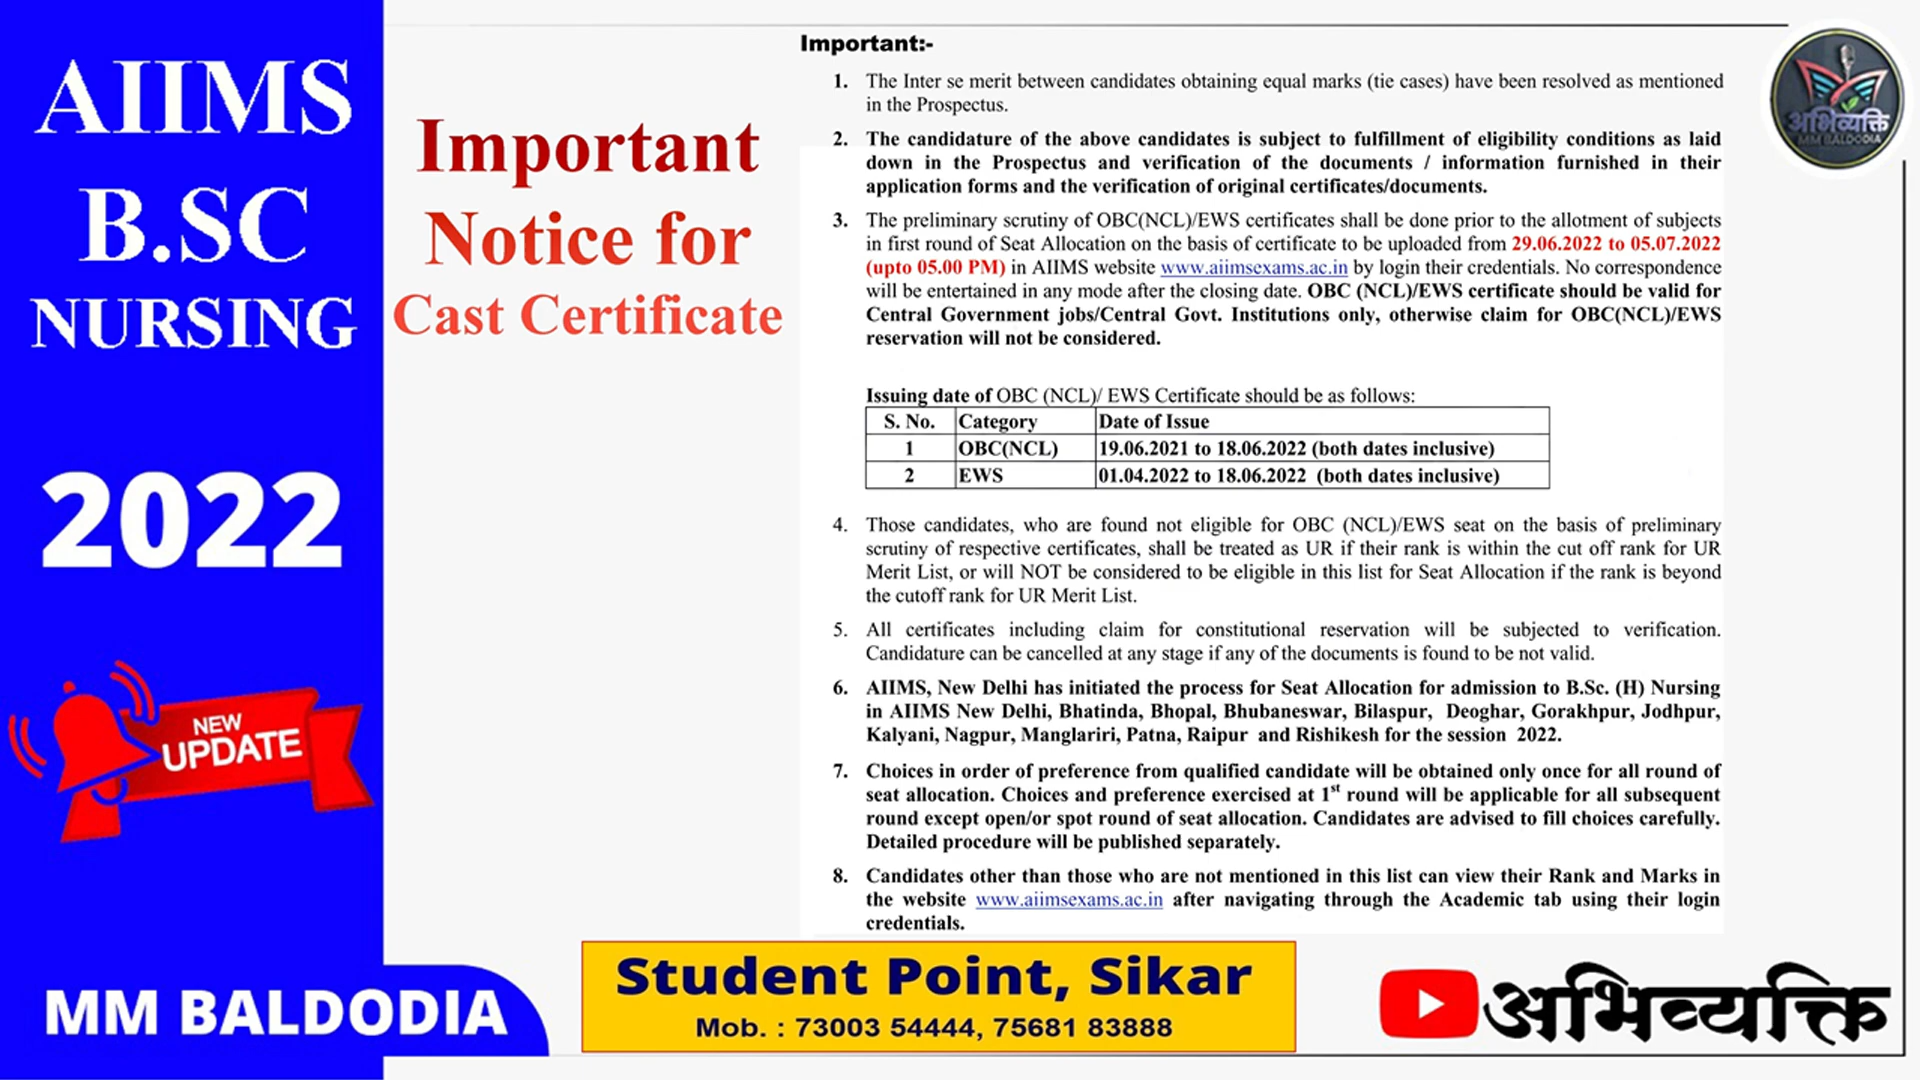 AIIMS
B.SC
NURSING
2022
NEW
UPDATE
MM BALDODIA
Important
Notice for
Cast Certificate
Important:-
1. The Inter se merit between candidates obtaining equal marks (tie cases) have been resolved as mentioned
in the Prospectus.
2. The candidature of the above candidates is subject to fulfillment of eligibility conditions as laid
down in the Prospectus and verification of the documents / information furnished in their
application forms and the verification of original certificates/documents.
3. The preliminary scrutiny of OBC(NCL)/EWS certificates shall be done prior to the allotment of subjects
in first round of Seat Allocation on the basis of certificate to be uploaded from 29.06.2022 to 05.07.2022
(upto 05.00 PM) in AIIMS website www.aiimsexams.ac.in by login their credentials. No correspondence
will be entertained in any mode after the closing date. OBC (NCL)/EWS certificate should be valid for
Central Government jobs/Central Govt. Institutions only, otherwise claim for OBC(NCL)/EWS
reservation will not be considered.
Issuing date of OBC (NCL)/ EWS Certificate should be as follows:
S. No. Category Date of Issue
1 OBC(NCL) 19.06.2021 to 18.06.2022 (both dates inclusive)
2 EWS 01.04.2022 to 18.06.2022 (both dates inclusive)
4. Those candidates, who are found not eligible for OBC (NCL)/EWS seat on the basis of preliminary
scrutiny of respective certificates, shall be treated as UR if their rank is within the cut off rank for UR
Merit List, or will NOT be considered to be eligible in this list for Seat Allocation if the rank is beyond
the cutoff rank for UR Merit List.
5. All certificates including claim for constitutional reservation will be subjected to verification.
Candidature can be cancelled at any stage if any of the documents is found to be not valid.
6. AIIMS, New Delhi has initiated the process for Seat Allocation for admission to B.Sc. (H) Nursing
in AIIMS New Delhi, Bhatinda, Bhopal, Bhubaneswar, Bilaspur, Deoghar, Gorakhpur, Jodhpur,
Kalyani, Nagpur, Manglariri, Patna, Raipur and Rishikesh for the session 2022.
7. Choices in order of preference from qualified candidate will be obtained only once for all round of
seat allocation. Choices and preference exercised at 1st round will be applicable for all subsequent
round except open/or spot round of seat allocation. Candidates are advised to fill choices carefully.
Detailed procedure will be published separately.
8. Candidates other than those who are not mentioned in this list can view their Rank and Marks in
the website www.aiimsexams.ac.in after navigating through the Academic tab using their login
credentials.
अभिव्यक्ति
MM BALDODIA
Student Point, Sikar
Mob. : 73003 54444, 75681 83888
अभिव्यक्ति